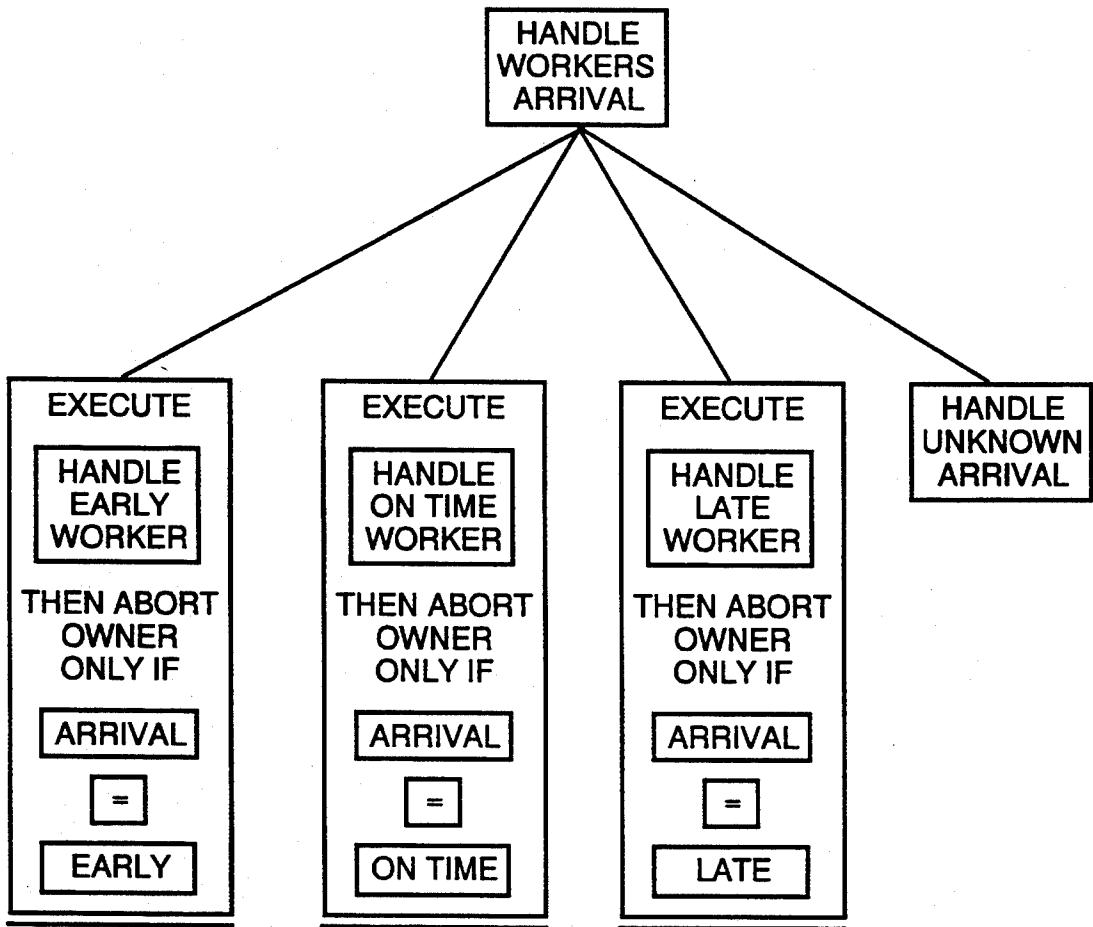 HANDLE
WORKERS
ARRIVAL
EXECUTE
HANDLE
EARLY
WORKER
THEN ABORT
OWNER
ONLY IF
ARRIVAL
=
EARLY
EXECUTE
HANDLE
ON TIME
WORKER
THEN ABORT
OWNER
ONLY IF
ARRIVAL
=
ON TIME
EXECUTE
HANDLE
LATE
WORKER
THEN ABORT
OWNER
ONLY IF
ARRIVAL
=
LATE
HANDLE
UNKNOWN
ARRIVAL